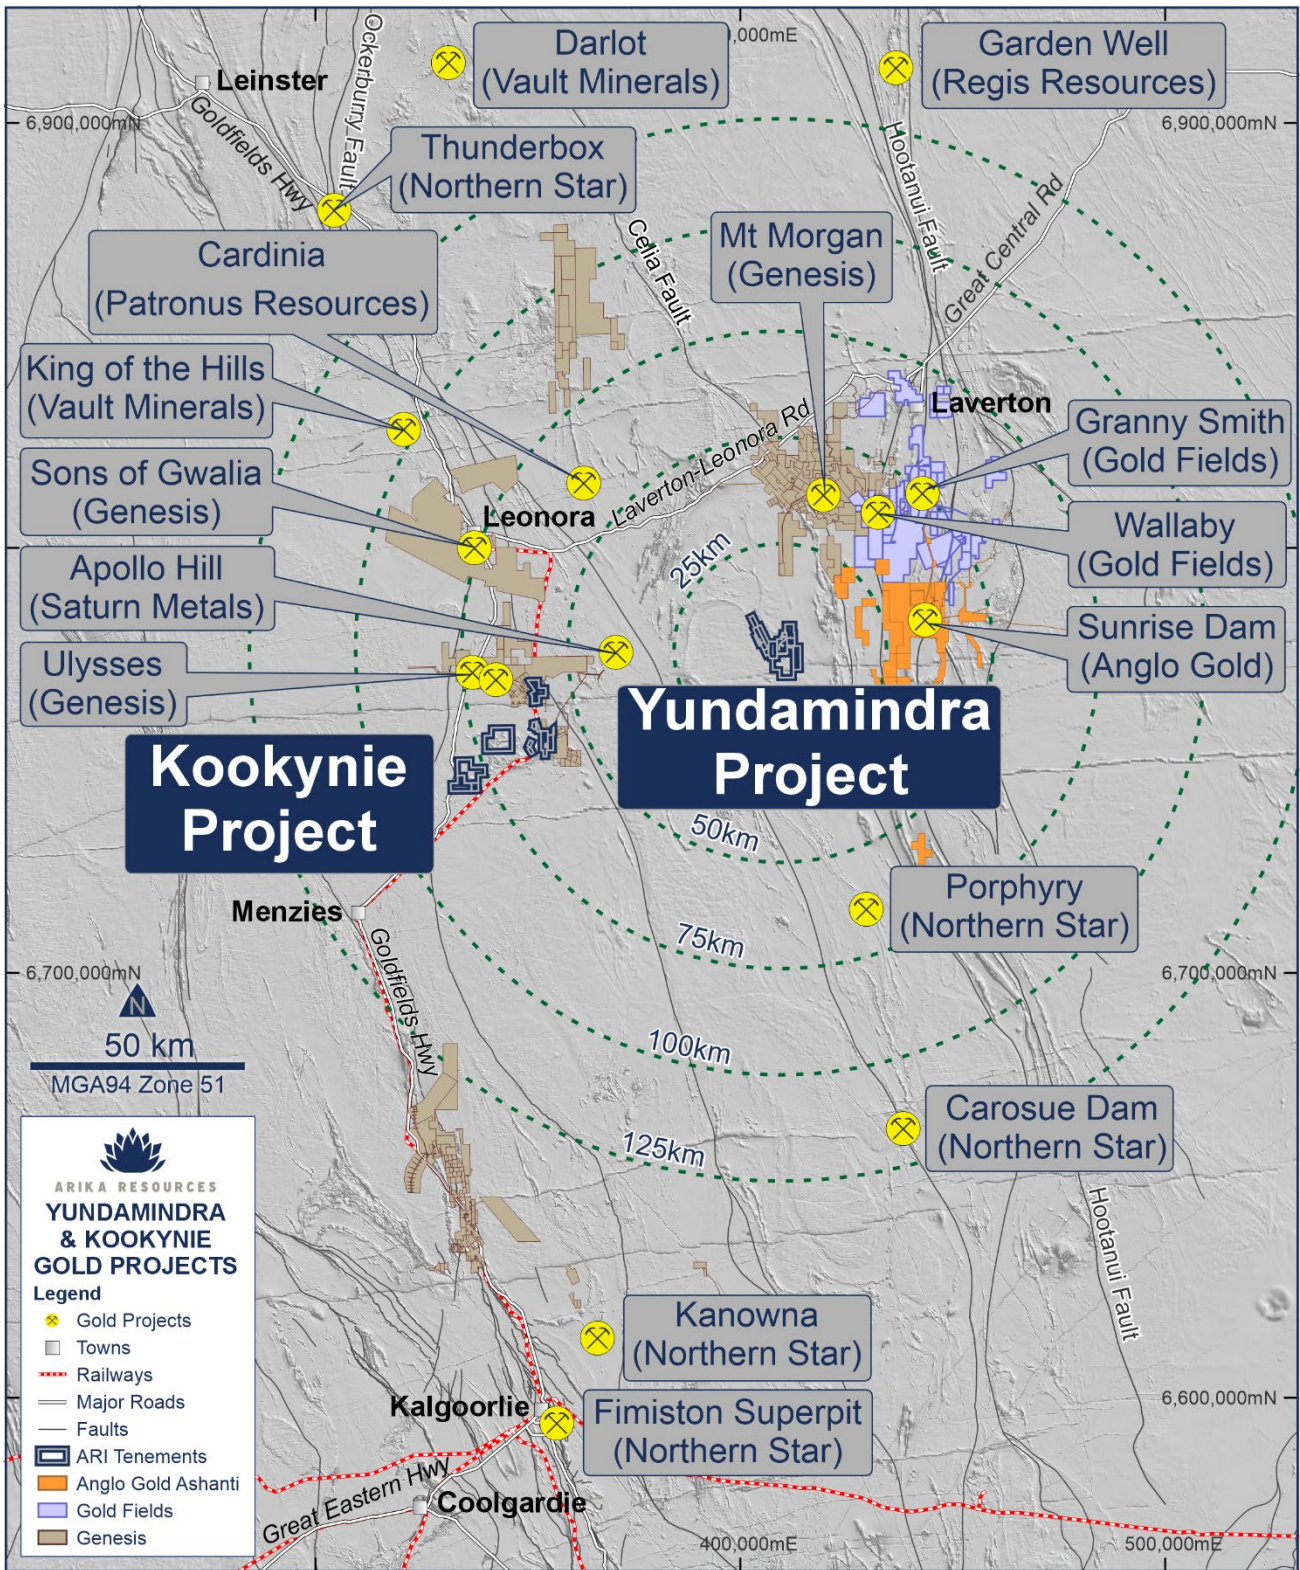 Darlot
(Vault Minerals)
,000mE
Garden Well
(Regis Resources)
Leinster
Ockerburry Fault
Goldfields Hwy
6,900,000mN
6,900,000mN
Thunderbox
(Northern Star)
Hootanui Fault
Great Central Rd
Celia Fault
Mt Morgan
(Genesis)
Cardinia
(Patronus Resources)
King of the Hills
(Vault Minerals)
Laverton
Laverton-Leonora Rd
Granny Smith
(Gold Fields)
Sons of Gwalia
(Genesis)
Leonora
Wallaby
(Gold Fields)
Apollo Hill
(Saturn Metals)
25km
Sunrise Dam
(Anglo Gold)
Ulysses
(Genesis)
Yundamindra
Project
Kookynie
Project
50km
Porphyry
(Northern Star)
Menzies
75km
Goldfields Hwy
6,700,000mN
6,700,000mN
N
50 km
MGA94 Zone 51
100km
Carosue Dam
(Northern Star)
125km
Hootanui Fault
ARIKA RESOURCES
YUNDAMINDRA
& KOOKYNIE
GOLD PROJECTS
Legend
Gold Projects
Towns
Railways
Major Roads
Faults
ARI Tenements
Anglo Gold Ashanti
Gold Fields
Genesis
Kanowna
(Northern Star)
Kalgoorlie
6,600,000mN
Fimiston Superpit
(Northern Star)
Great Eastern Hwy
Coolgardie
400,000mE
500,000mE